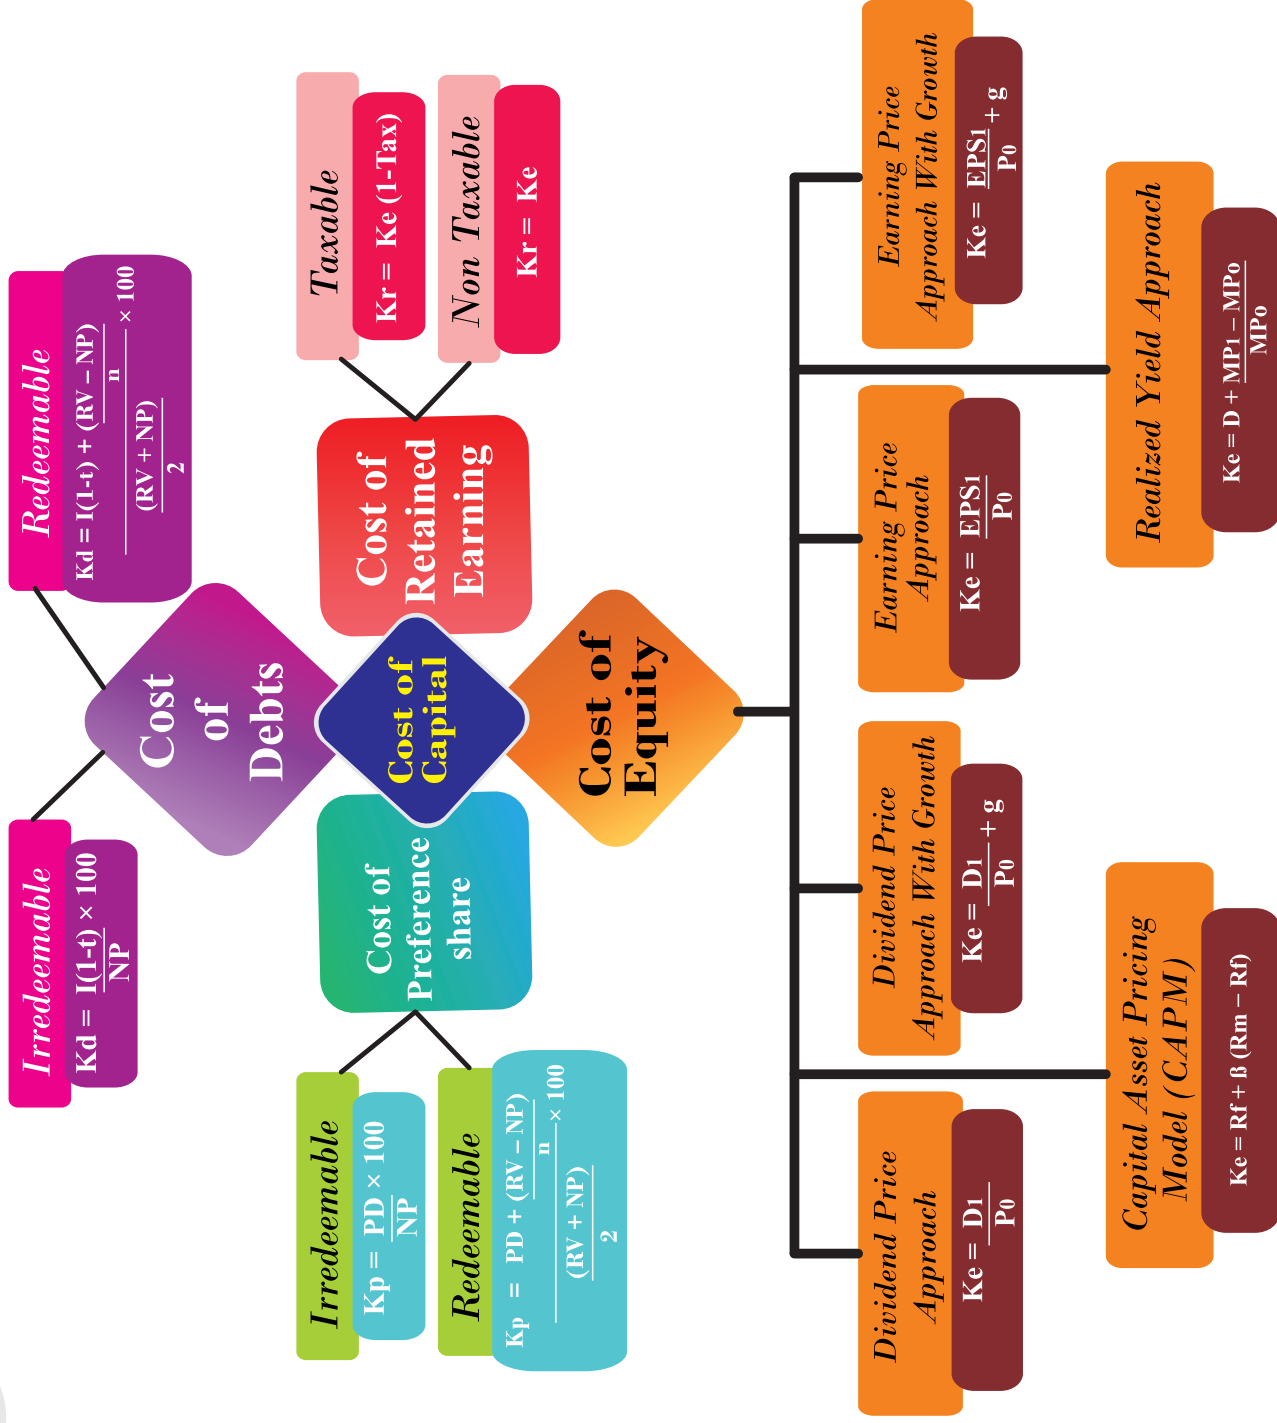 Irredeemable
Kd = I(1-t) × 100
NP
Redeemable
Kd = I(1-t) + (RV – NP)
n
× 100
(RV + NP)
2
Cost
of
Debts
Irredeemable
Kp = PD × 100
NP
Redeemable
Kp = PD + (RV – NP)
n
× 100
(RV + NP)
2
Cost of
Preference
share
Cost of
Capital
Cost of
Retained
Earning
Taxable
Kr = Ke (1-Tax)
Non Taxable
Kr = Ke
Cost of
Equity
Dividend Price
Approach
Ke = D1
P0
Dividend Price
Approach With Growth
Ke = D1 + g
P0
Earning Price
Approach
Ke = EPS1
P0
Earning Price
Approach With Growth
Ke = EPS1 + g
P0
Capital Asset Pricing
Model (CAPM)
Ke = Rf + ß (Rm – Rf)
Realized Yield Approach
Ke = D + MP1 – MPo
MPo